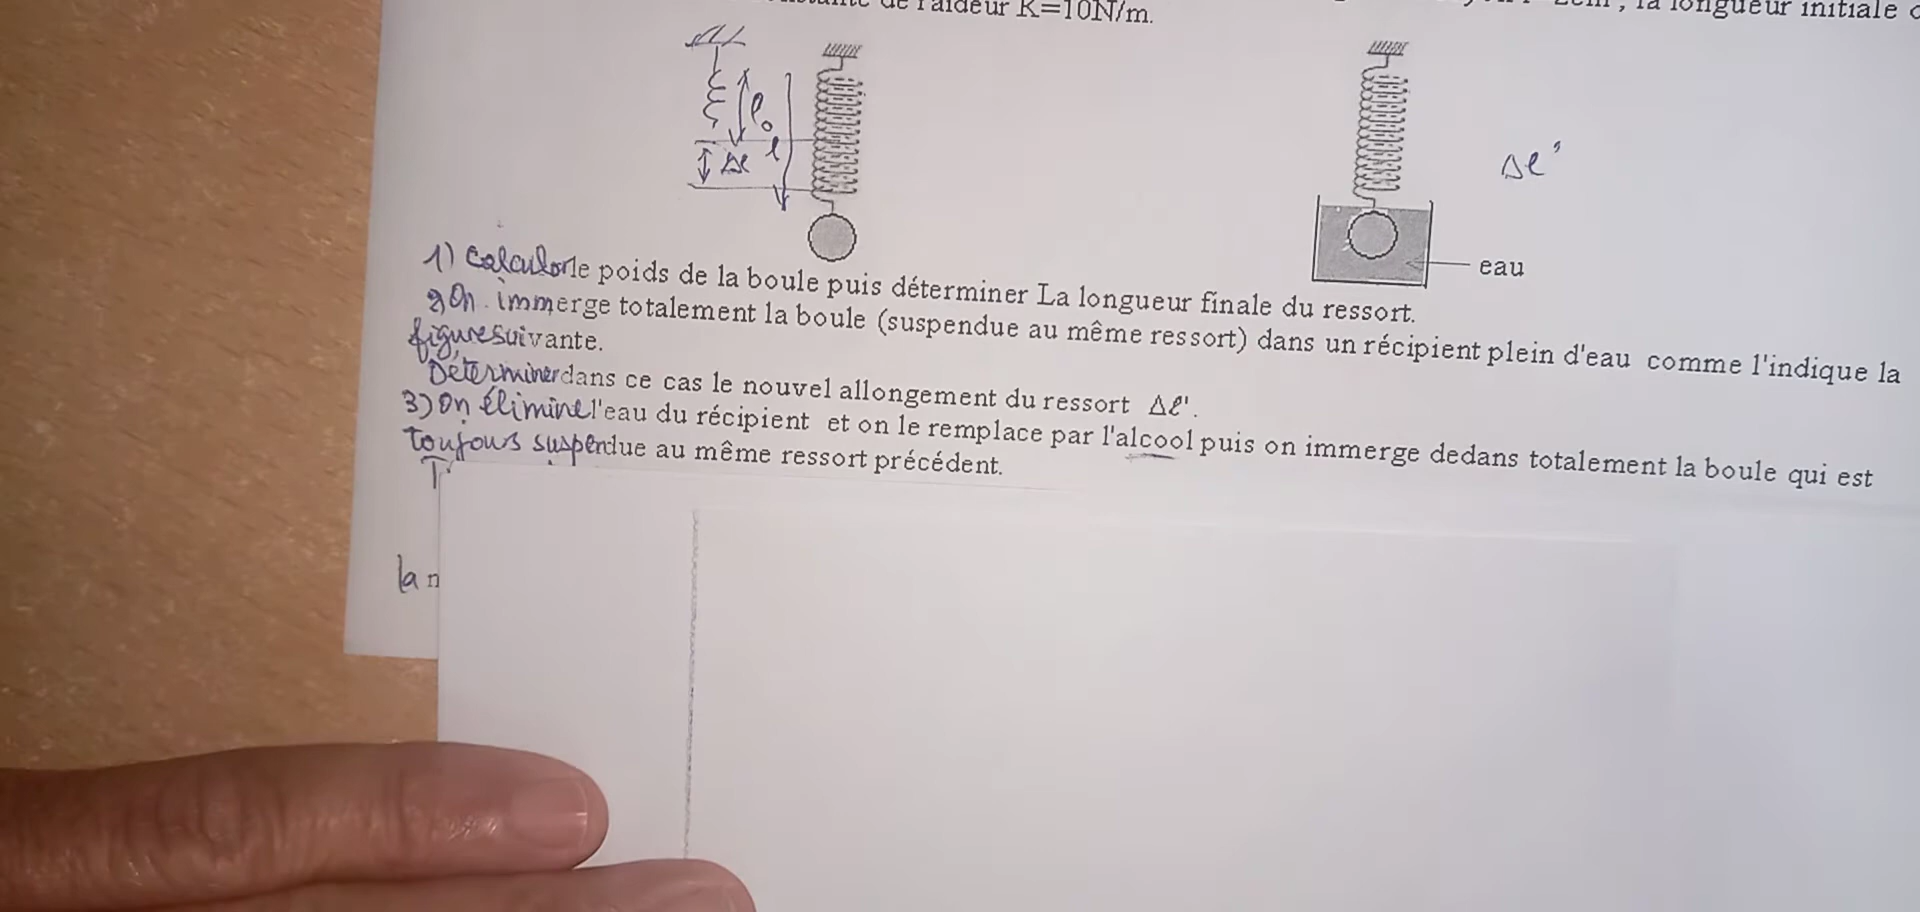 de raideur K=10N/m.
la longueur initiale
ℓ₀
Δℓ
ℓ
Δℓ'
eau
1) Calculer le poids de la boule puis déterminer La longueur finale du ressort.
2) On immerge totalement la boule (suspendue au même ressort) dans un récipient plein d'eau comme l'indique la
figure suivante.
Déterminer dans ce cas le nouvel allongement du ressort Δℓ'.
3) On élimine l'eau du récipient et on le remplace par l'alcool puis on immerge dedans totalement la boule qui est
toujous suspendue au même ressort précédent.
la